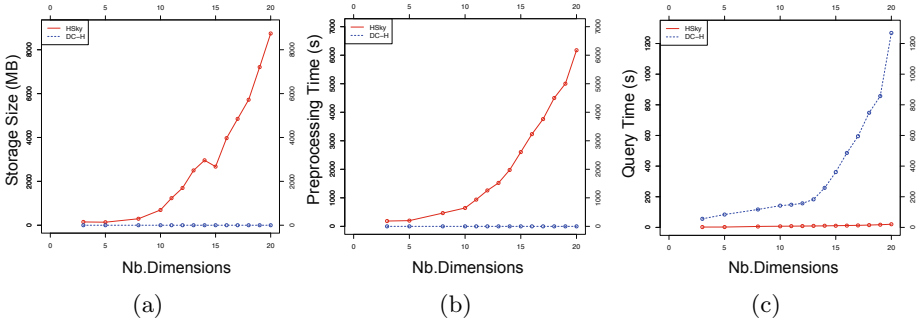 HSky
DC-H
Storage Size (MB)
0 2000 4000 6000 8000
0 2000 4000 6000 8000
0 5 10 15 20
0 5 10 15 20
Nb.Dimensions
(a)
HSky
DC-H
Preprocessing Time (s)
0 1000 2000 3000 4000 5000 6000 7000
0 1000 2000 3000 4000 5000 6000 7000
0 5 10 15 20
0 5 10 15 20
Nb.Dimensions
(b)
HSky
DC-H
Query Time (s)
0 200 400 600 800 1000 1200
0 200 400 600 800 1000 1200
0 5 10 15 20
0 5 10 15 20
Nb.Dimensions
(c)